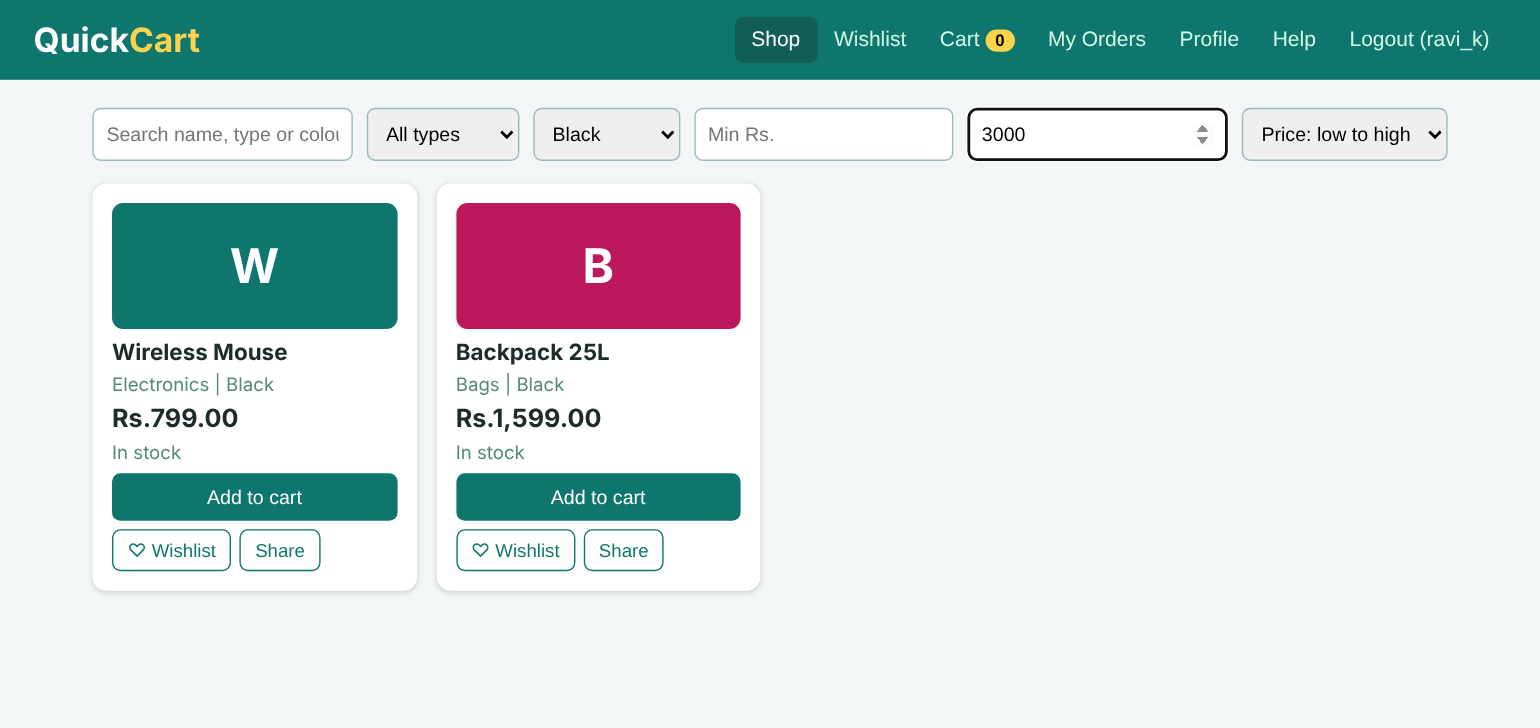 QuickCart
Shop Wishlist Cart 0 My Orders Profile Help Logout (ravi_k)
Search name, type or colou All types Black Min Rs. 3000 Price: low to high
W
Wireless Mouse
Electronics | Black
Rs.799.00
In stock
Add to cart
♡ Wishlist Share
B
Backpack 25L
Bags | Black
Rs.1,599.00
In stock
Add to cart
♡ Wishlist Share